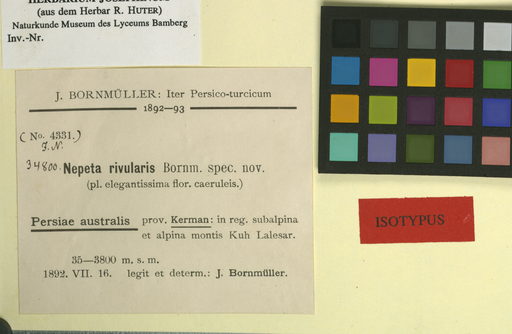 HERBARIUM JOSEPHINUM
(aus dem Herbar R. HUTER)
Naturkunde Museum des Lyceums Bamberg
Inv.-Nr.
J. BORNMÜLLER: Iter Persico-turcicum
1892—93
(No. 4331.)
J. N.
34800. Nepeta rivularis Bornm. spec. nov.
(pl. elegantissima flor. caeruleis.)
Persiae australis prov. Kerman: in reg. subalpina
et alpina montis Kuh Lalesar.
35—3800 m. s. m.
1892. VII. 16. legit et determ.: J. Bornmüller.
ISOTYPUS